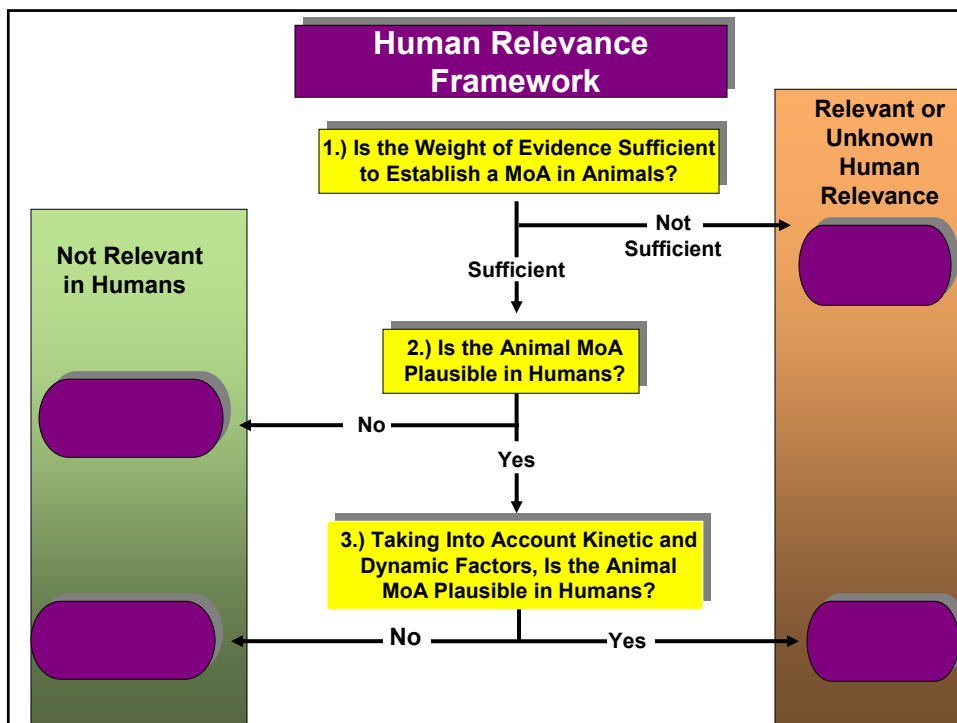 Human Relevance
Framework
Relevant or
Unknown
Human
Relevance
1.) Is the Weight of Evidence Sufficient
to Establish a MoA in Animals?
Not
Sufficient
Not Relevant
in Humans
Sufficient
2.) Is the Animal MoA
Plausible in Humans?
No
Yes
3.) Taking Into Account Kinetic and
Dynamic Factors, Is the Animal
MoA Plausible in Humans?
No
Yes